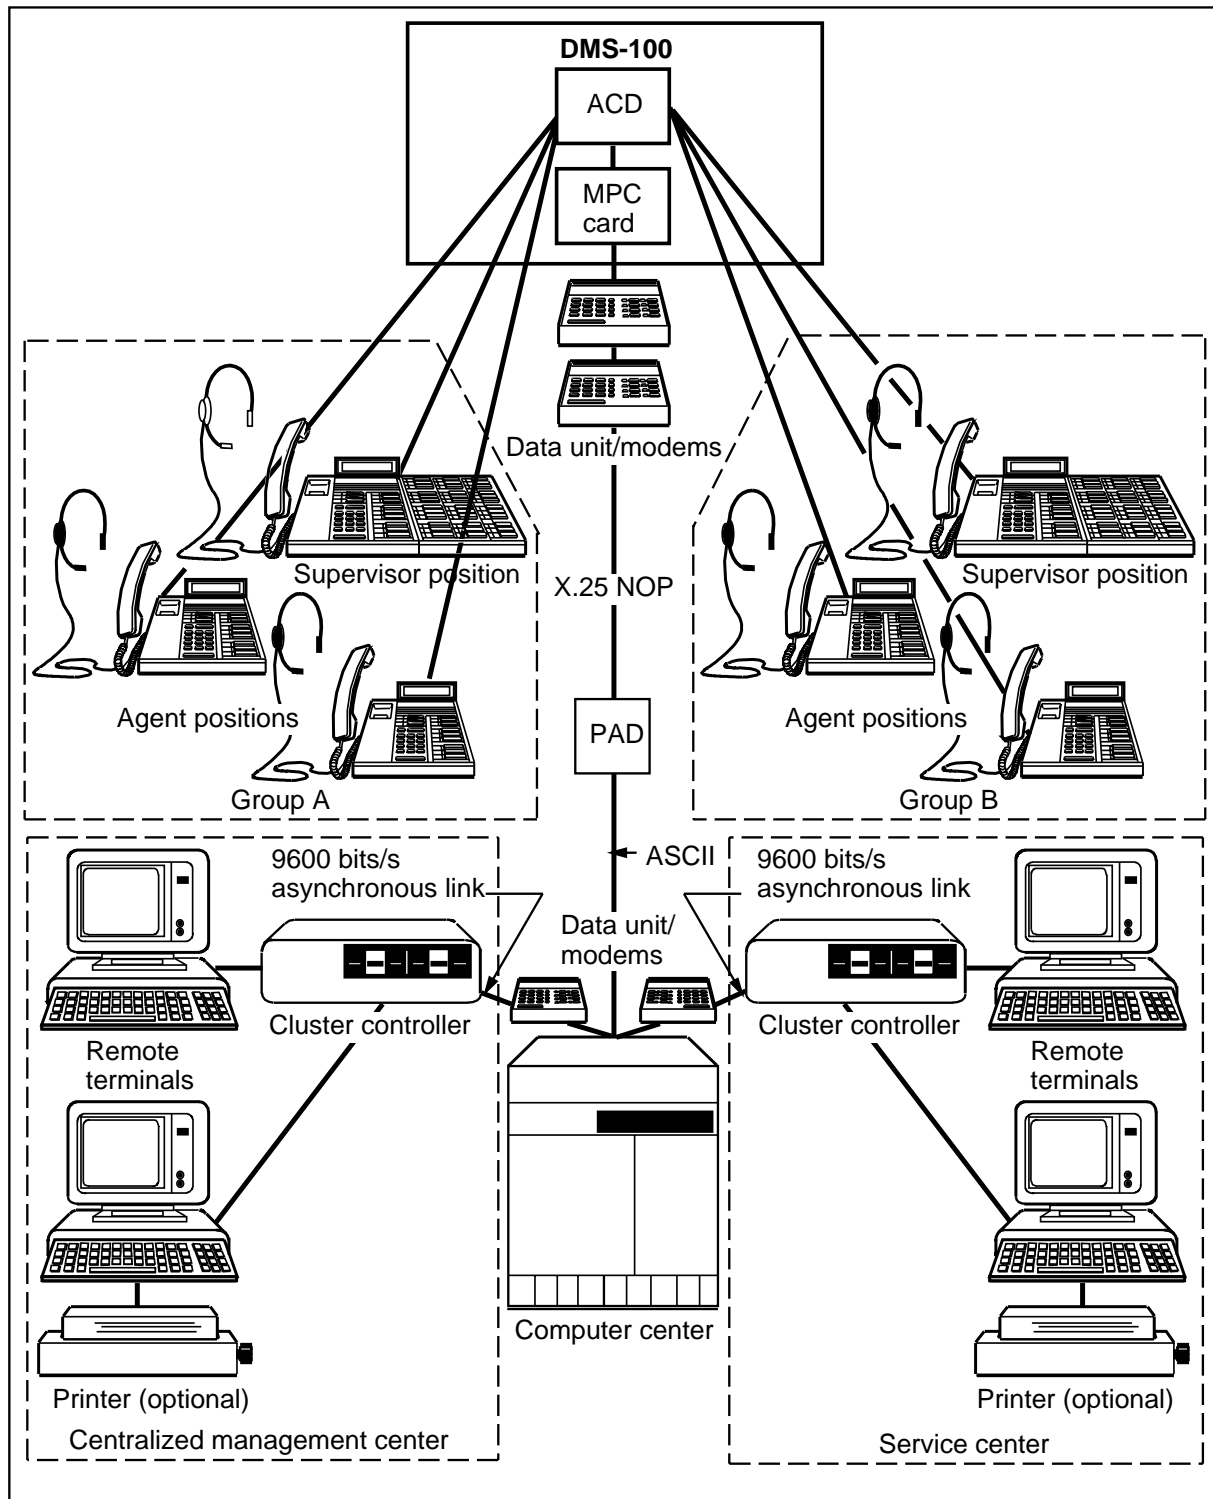 DMS-100
ACD
MPC
card
Data unit/modems
Supervisor position
Supervisor position
X.25 NOP
Agent positions
Agent positions
PAD
Group A
Group B
9600 bits/s
asynchronous link
ASCII
9600 bits/s
asynchronous link
Data unit/
modems
Cluster controller
Cluster controller
Remote
terminals
Remote
terminals
Computer center
Printer (optional)
Printer (optional)
Centralized management center
Service center